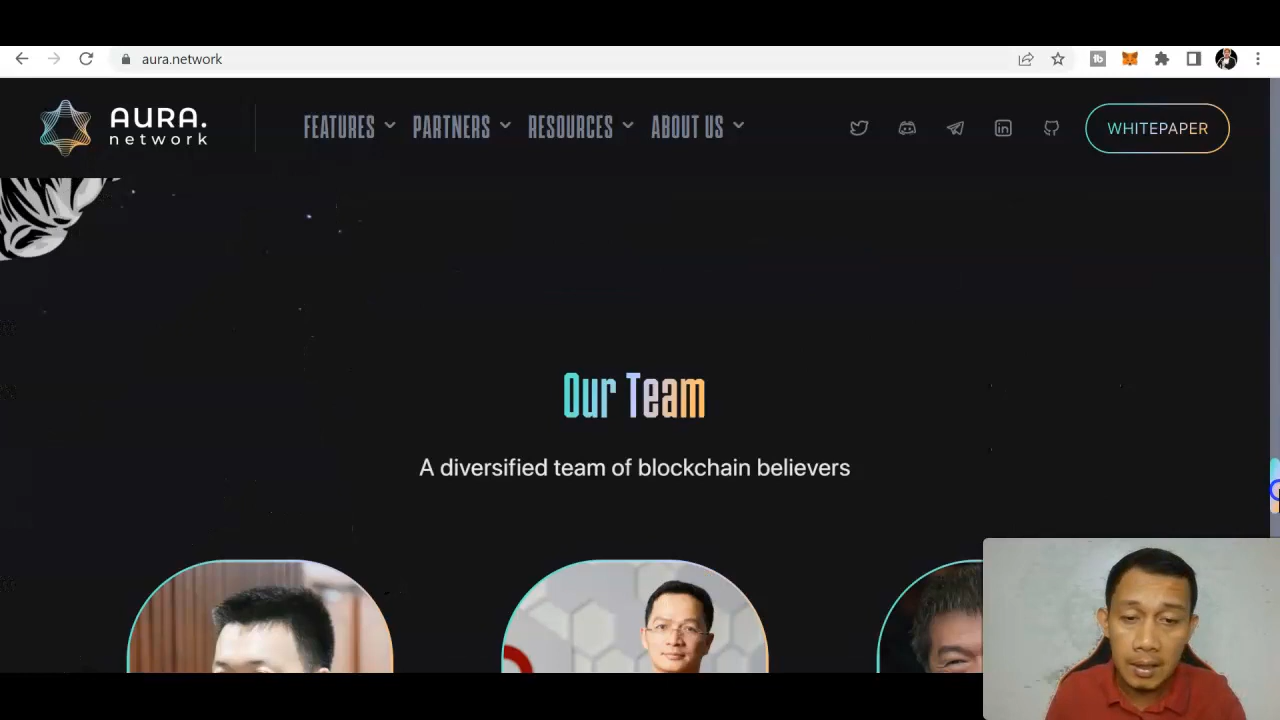 aura.network
AURA.
network
FEATURES
PARTNERS
RESOURCES
ABOUT US
WHITEPAPER
Our Team
A diversified team of blockchain believers